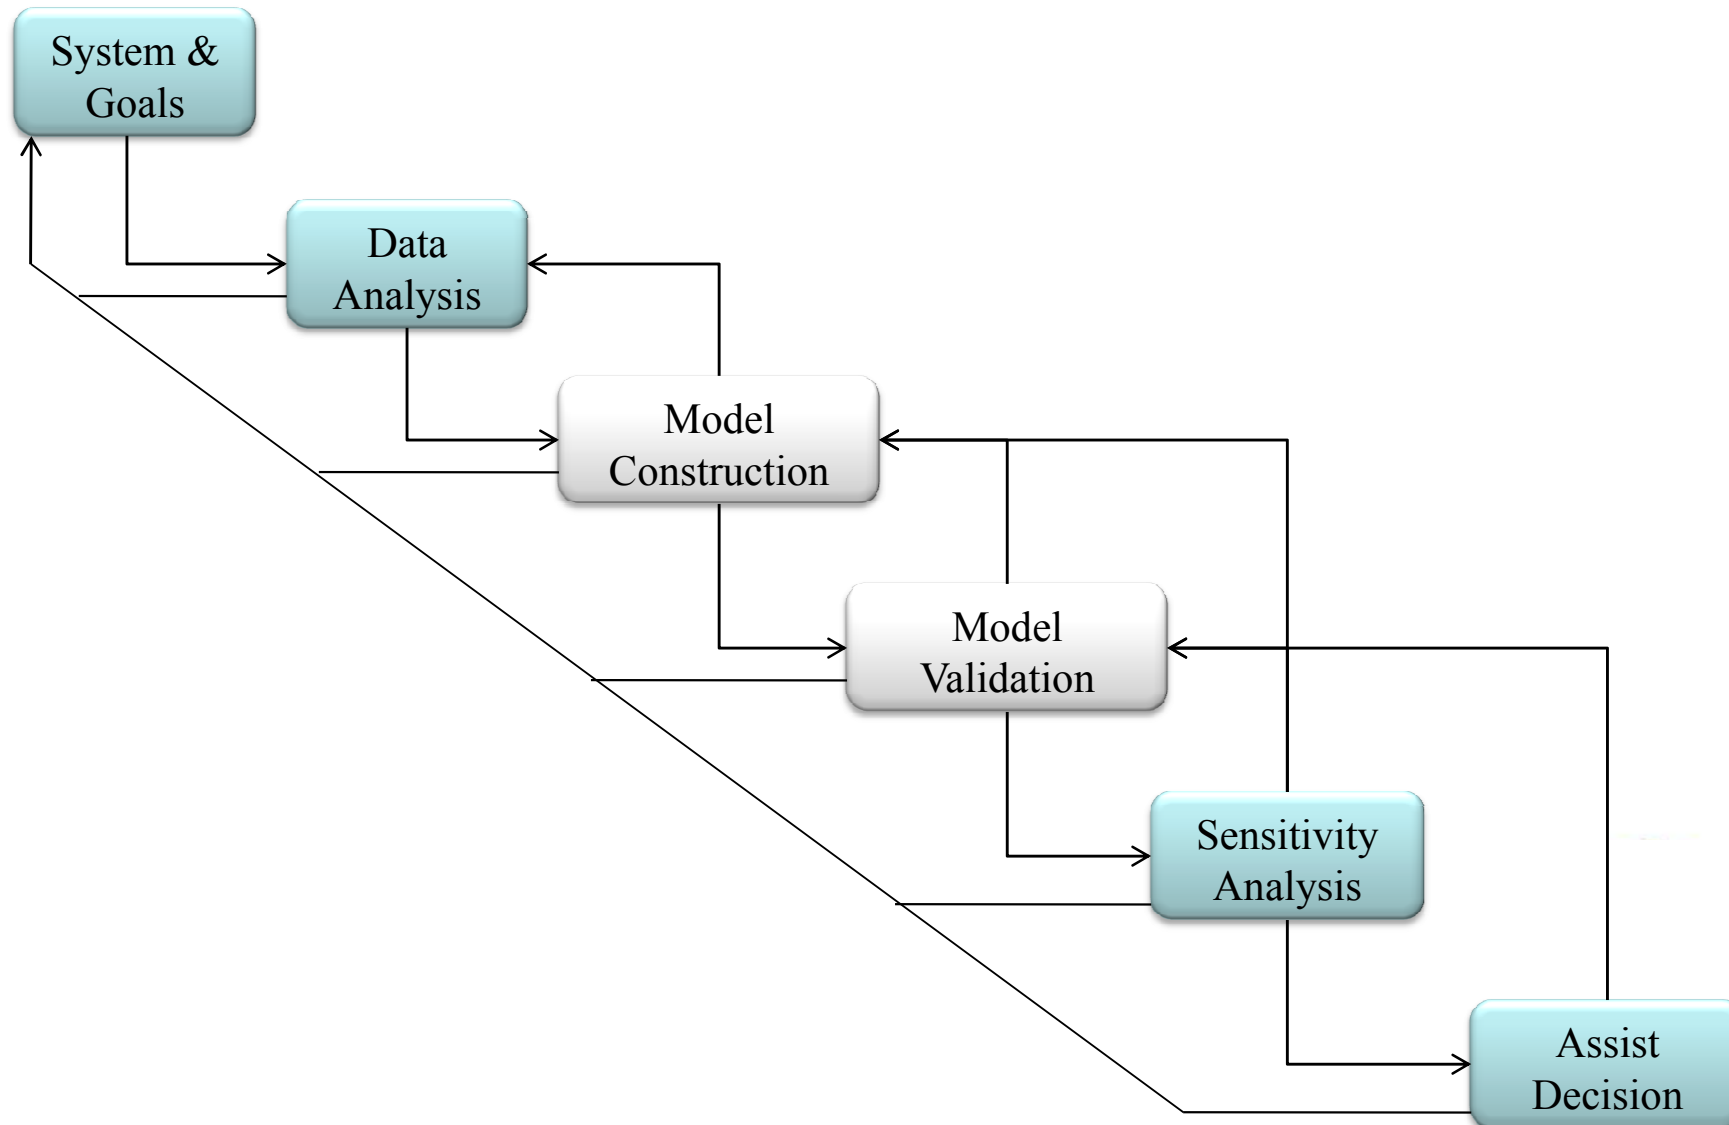 System &
Goals
Data
Analysis
Model
Construction
Model
Validation
Sensitivity
Analysis
Assist
Decision